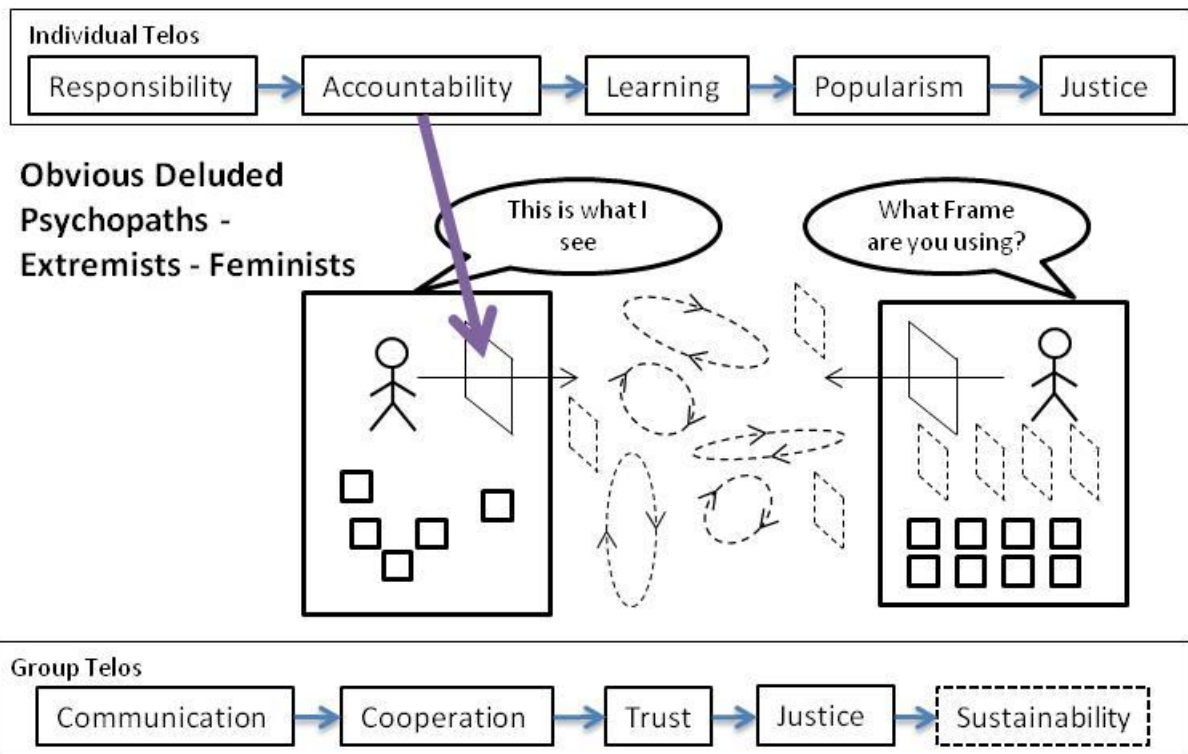 Individual Telos
Responsibility
Accountability
Learning
Popularism
Justice
Obvious Deluded
Psychopaths -
Extremists - Feminists
This is what I
see
What Frame
are you using?
Group Telos
Communication
Cooperation
Trust
Justice
Sustainability